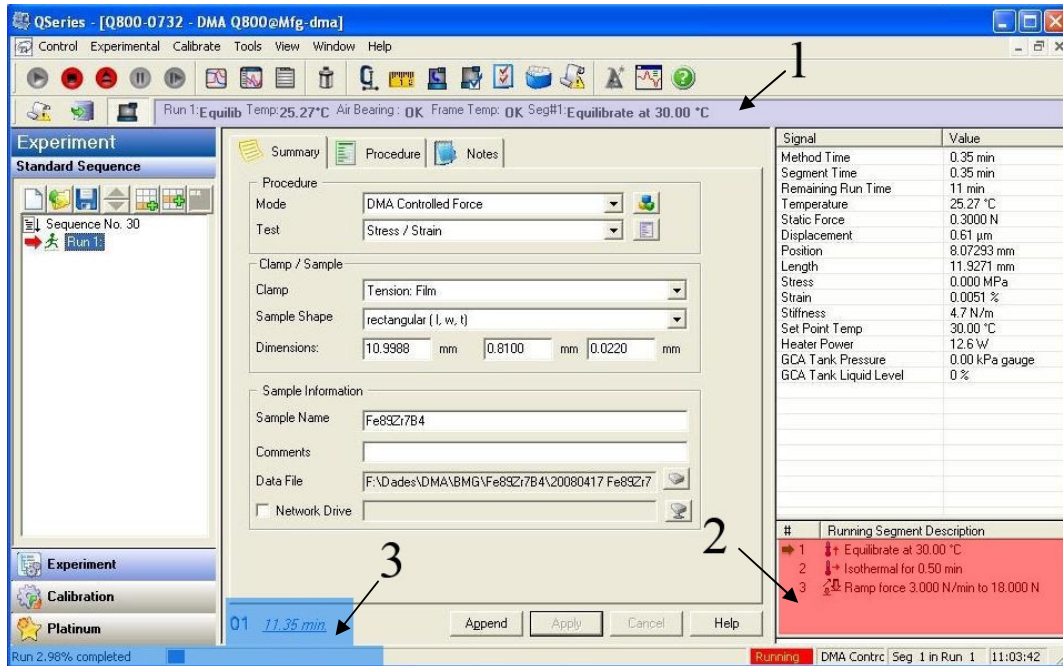 QSeries - [Q800-0732 - DMA Q800@Mfg-dma]
Control Experimental Calibrate Tools View Window Help
1
Run 1:Equilib Temp:25.27°C Air Bearing : OK Frame Temp: OK Seg#1:Equilibrate at 30.00 °C
Experiment
Standard Sequence
Sequence No. 30
Run 1:
Summary Procedure Notes
Procedure
Mode DMA Controlled Force
Test Stress / Strain
Clamp / Sample
Clamp Tension: Film
Sample Shape rectangular ( l, w, t)
Dimensions: 10.9988 mm 0.8100 mm 0.0220 mm
Sample Information
Sample Name Fe89Zr7B4
Comments
Data File F:\Dades\DMA\BMG\Fe89Zr7B4\20080417 Fe89Zr7
Network Drive
3
01 11.35 min.
Append Apply Cancel Help
Experiment
Calibration
Platinum
Signal Value
Method Time 0.35 min
Segment Time 0.35 min
Remaining Run Time 11 min
Temperature 25.27 °C
Static Force 0.3000 N
Displacement 0.61 µm
Position 8.07293 mm
Length 11.9271 mm
Stress 0.000 MPa
Strain 0.0051 %
Stiffness 4.7 N/m
Set Point Temp 30.00 °C
Heater Power 12.6 W
GCA Tank Pressure 0.00 kPa gauge
GCA Tank Liquid Level 0 %
2
# Running Segment Description
1 Equilibrate at 30.00 °C
2 Isothermal for 0.50 min
3 Ramp force 3.000 N/min to 18.000 N
Run 2.98% completed
Running DMA Contrc Seg 1 in Run 1 11:03:42